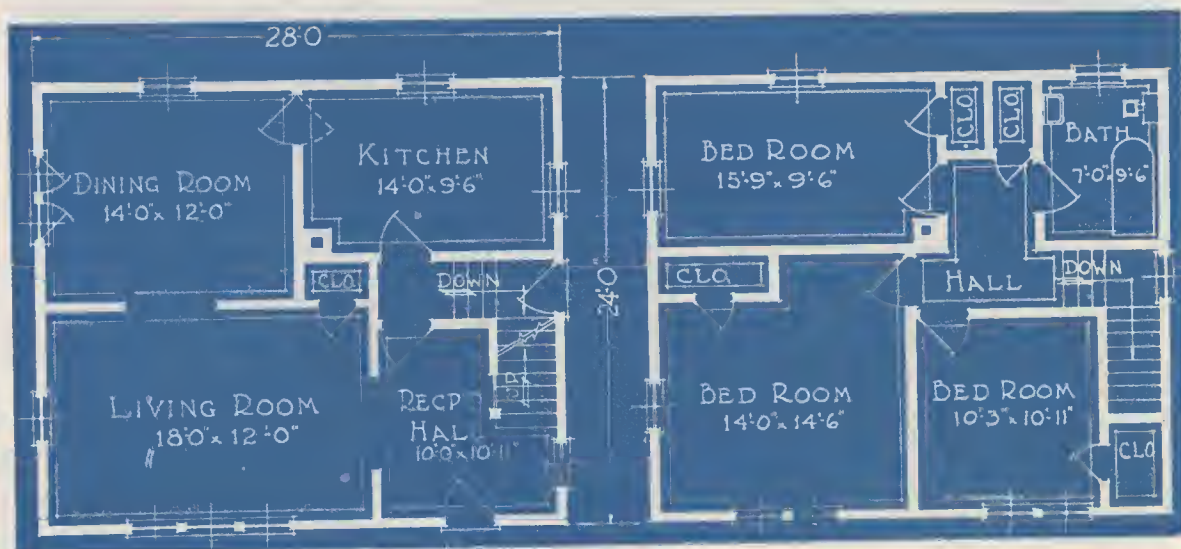 28'0
DINING ROOM
14'0" x 12'0"
KITCHEN
14'0" x 9'6"
CLO.
DOWN
UP
LIVING ROOM
18'0" x 12'0"
RECP
HAL
10'0" x 10'11"
24'0"
BED ROOM
15'9" x 9'6"
CLO
CLO.
BATH
7'0" x 9'6"
CLO.
HALL
DOWN
BED ROOM
14'0" x 14'6"
BED ROOM
10'3" x 10'11"
CLO